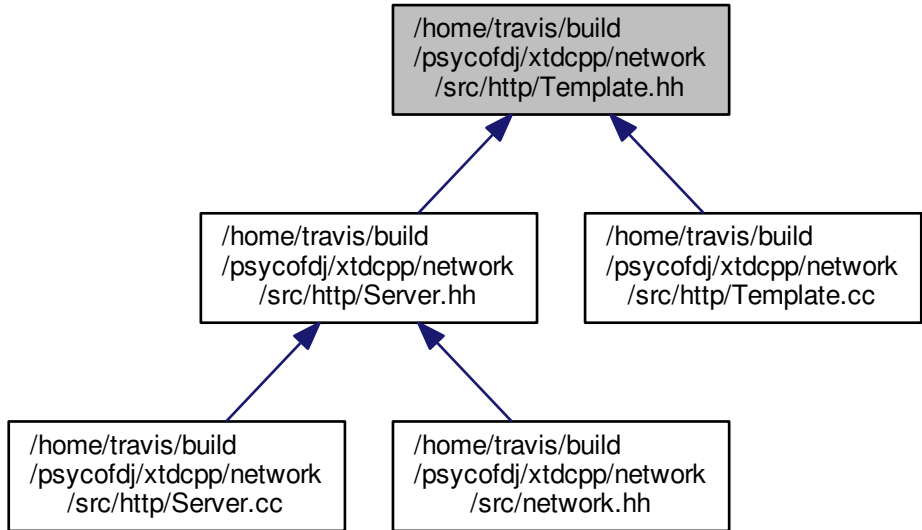 /home/travis/build
/psycofdj/xtdcpp/network
/src/http/Template.hh
/home/travis/build
/psycofdj/xtdcpp/network
/src/http/Server.hh
/home/travis/build
/psycofdj/xtdcpp/network
/src/http/Template.cc
/home/travis/build
/psycofdj/xtdcpp/network
/src/http/Server.cc
/home/travis/build
/psycofdj/xtdcpp/network
/src/network.hh